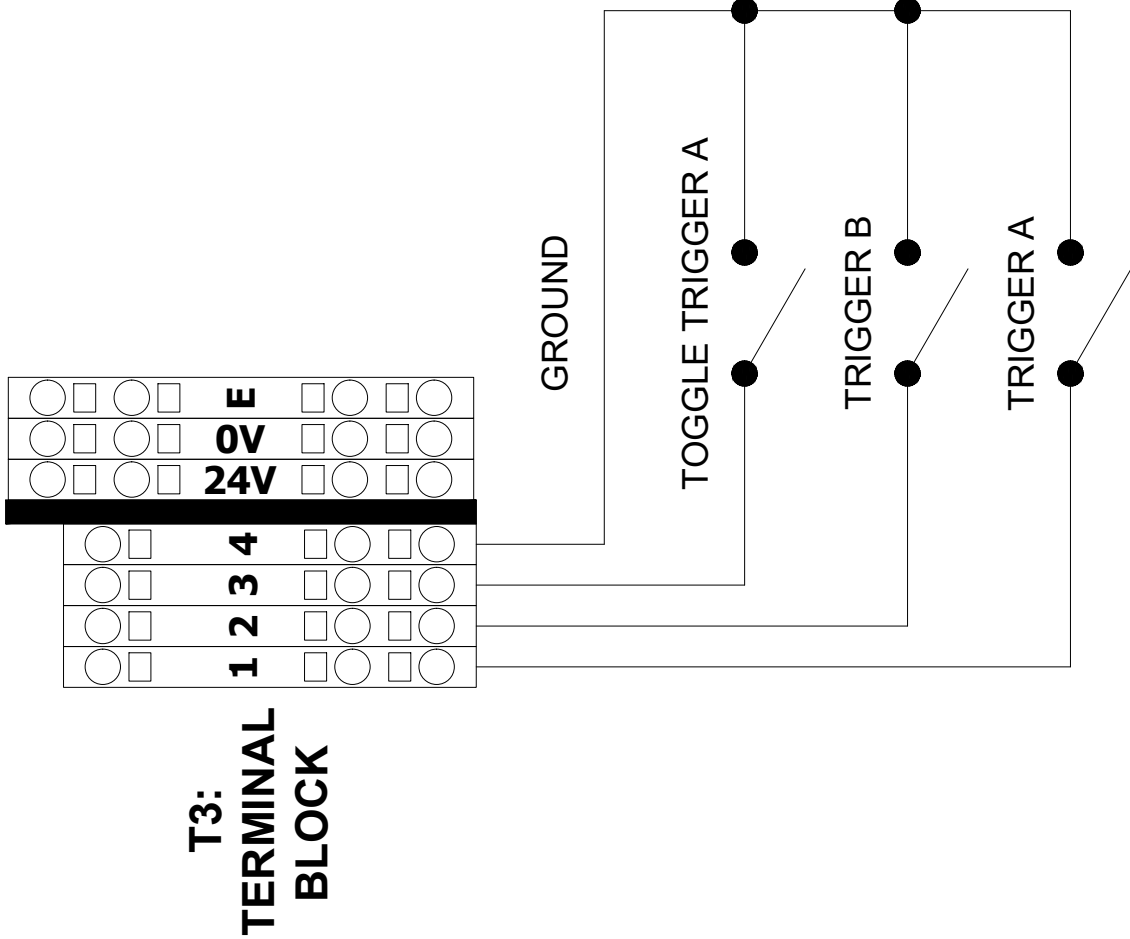 E
0V
24V
4
3
2
1
T3:
TERMINAL
BLOCK
GROUND
TOGGLE TRIGGER A
TRIGGER B
TRIGGER A